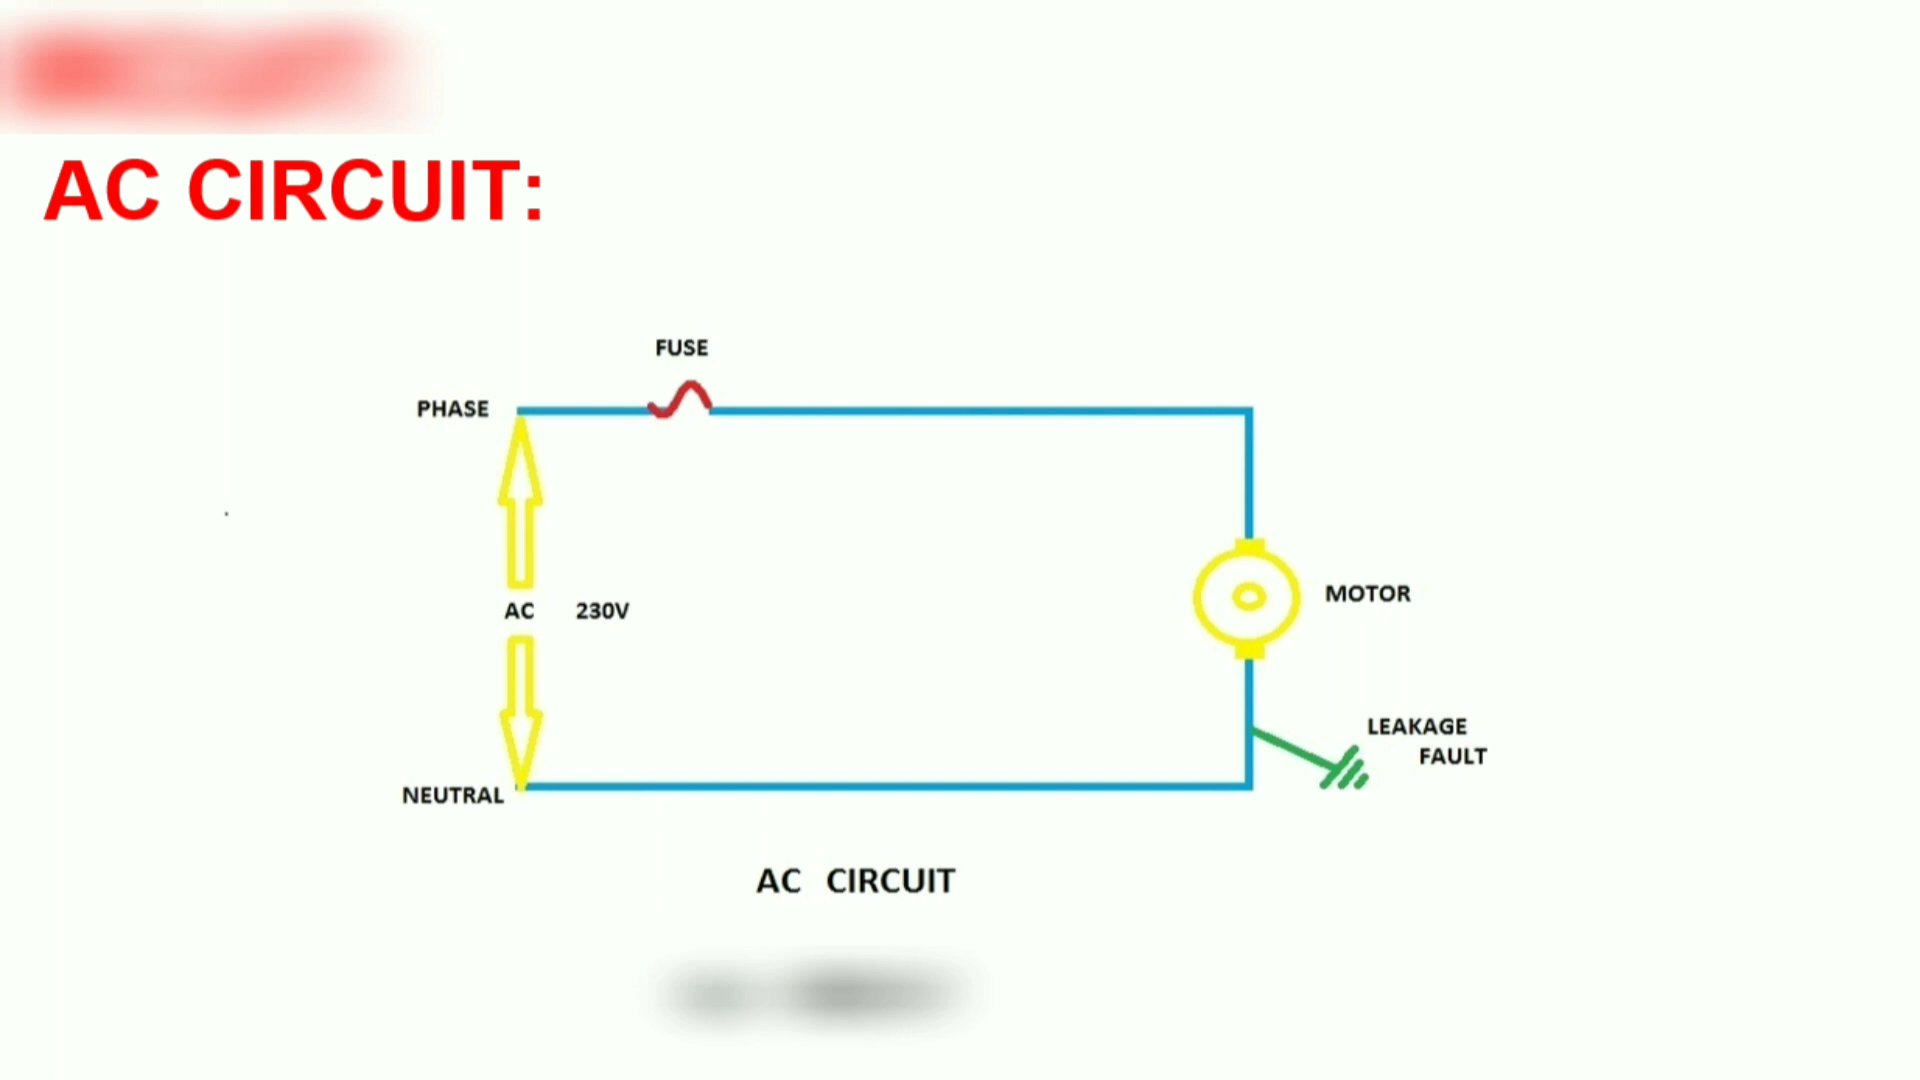 AC CIRCUIT:
FUSE
PHASE
AC 230V
MOTOR
LEAKAGE
FAULT
NEUTRAL
AC CIRCUIT